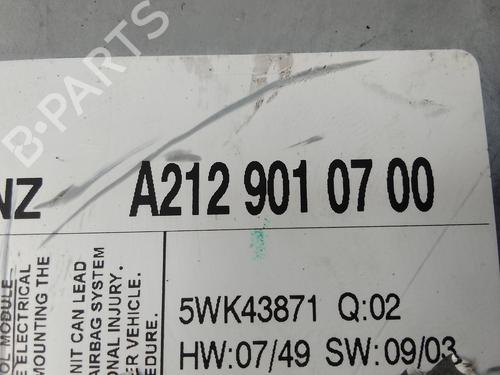 B-PARTS
NZ A212 901 07 00
OL MODULE
E ELECTRICAL
MOUNTING THE
NIT CAN LEAD
AIRBAG SYSTEM
ONAL INJURY.
ER VEHICLE.
EDURE.
5WK43871 Q:02
HW:07/49 SW:09/03